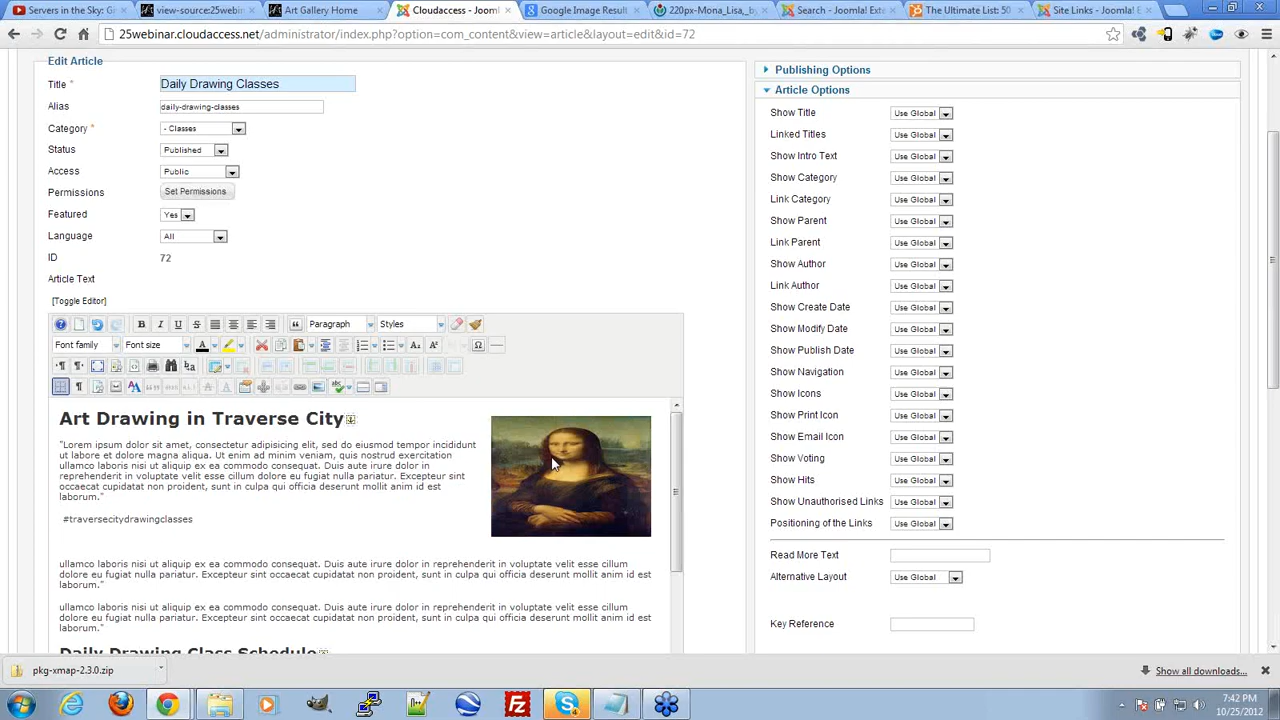 Servers in the Sky: Gi
view-source:25webin
Art Gallery Home
Cloudaccess - Jooml
Google Image Resul
220px-Mona_Lisa,_by
Search - Joomla! Exte
The Ultimate List: 50
Site Links - Joomla! E
25webinar.cloudaccess.net/administrator/index.php?option=com_content&view=article&layout=edit&id=72
Edit Article
Title *
Daily Drawing Classes
Alias
daily-drawing-classes
Category *
- Classes
Status
Published
Access
Public
Permissions
Set Permissions
Featured
Yes
Language
All
ID
72
Article Text
[Toggle Editor]
Paragraph
Styles
Font family
Font size
Art Drawing in Traverse City
"Lorem ipsum dolor sit amet, consectetur adipisicing elit, sed do eiusmod tempor incididunt
ut labore et dolore magna aliqua. Ut enim ad minim veniam, quis nostrud exercitation
ullamco laboris nisi ut aliquip ex ea commodo consequat. Duis aute irure dolor in
reprehenderit in voluptate velit esse cillum dolore eu fugiat nulla pariatur. Excepteur sint
occaecat cupidatat non proident, sunt in culpa qui officia deserunt mollit anim id est
laborum."
#traversecitydrawingclasses
ullamco laboris nisi ut aliquip ex ea commodo consequat. Duis aute irure dolor in reprehenderit in voluptate velit esse cillum
dolore eu fugiat nulla pariatur. Excepteur sint occaecat cupidatat non proident, sunt in culpa qui officia deserunt mollit anim id est
laborum."
ullamco laboris nisi ut aliquip ex ea commodo consequat. Duis aute irure dolor in reprehenderit in voluptate velit esse cillum
dolore eu fugiat nulla pariatur. Excepteur sint occaecat cupidatat non proident, sunt in culpa qui officia deserunt mollit anim id est
laborum."
Daily Drawing Class Schedule
Publishing Options
Article Options
Show Title
Use Global
Linked Titles
Use Global
Show Intro Text
Use Global
Show Category
Use Global
Link Category
Use Global
Show Parent
Use Global
Link Parent
Use Global
Show Author
Use Global
Link Author
Use Global
Show Create Date
Use Global
Show Modify Date
Use Global
Show Publish Date
Use Global
Show Navigation
Use Global
Show Icons
Use Global
Show Print Icon
Use Global
Show Email Icon
Use Global
Show Voting
Use Global
Show Hits
Use Global
Show Unauthorised Links
Use Global
Positioning of the Links
Use Global
Read More Text
Alternative Layout
Use Global
Key Reference
pkg-xmap-2.3.0.zip
Show all downloads...
7:42 PM
10/25/2012